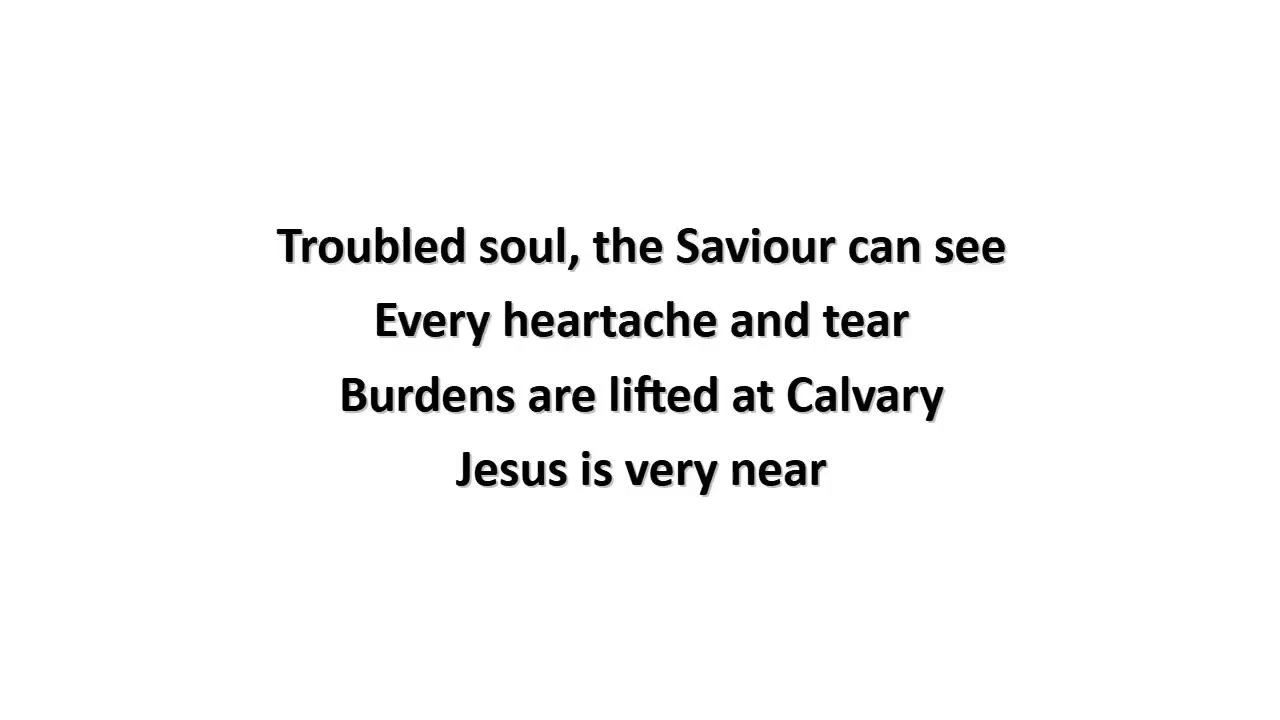 Troubled soul, the Saviour can see
Every heartache and tear
Burdens are lifted at Calvary
Jesus is very near